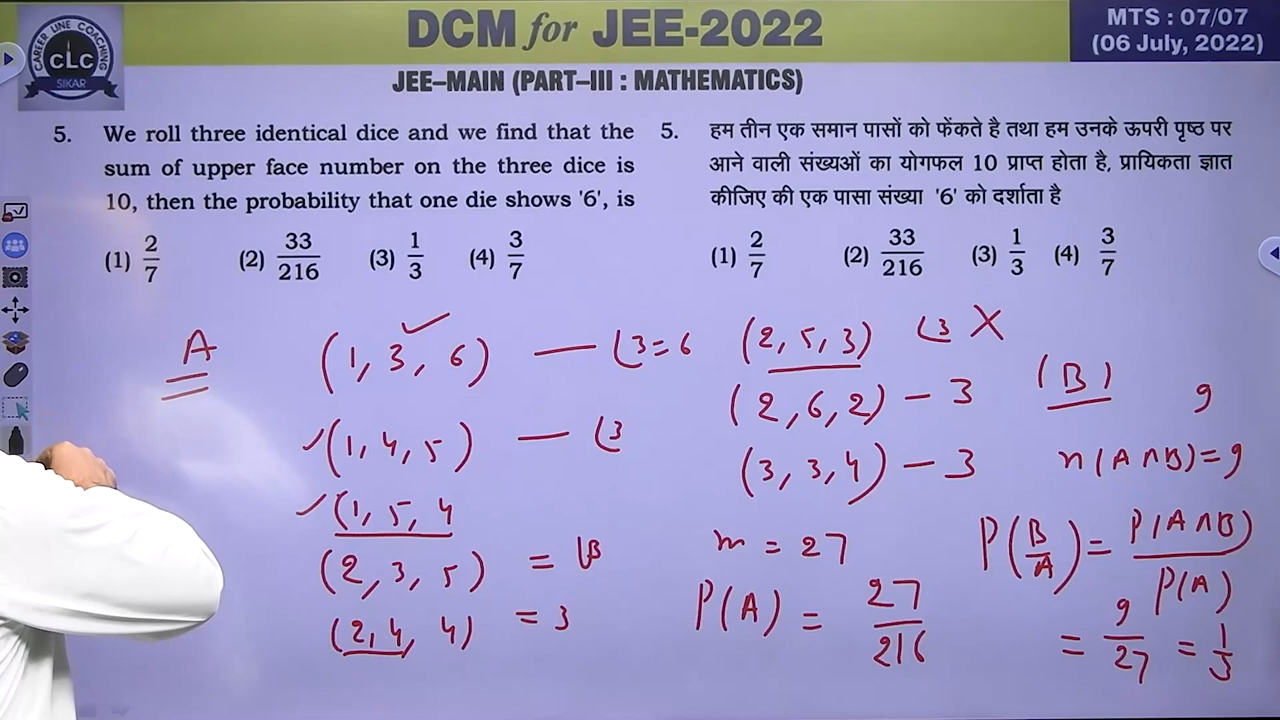 DCM for JEE-2022
MTS : 07/07
(06 July, 2022)
CAREER LINE COACHING
CLC
SIKAR
JEE–MAIN (PART–III : MATHEMATICS)
5. We roll three identical dice and we find that the
sum of upper face number on the three dice is
10, then the probability that one die shows '6', is
(1) 2/7 (2) 33/216 (3) 1/3 (4) 3/7
5. हम तीन एक समान पासों को फेंकते है तथा हम उनके ऊपरी पृष्ठ पर
आने वाली संख्यओं का योगफल 10 प्राप्त होता है, प्रायिकता ज्ञात
कीजिए की एक पासा संख्या '6' को दर्शाता है
(1) 2/7 (2) 33/216 (3) 1/3 (4) 3/7
A
(1, 3, 6) — L3 = 6
(1, 4, 5) — L3
(1, 5, 4
(2, 3, 5) = L3
(2, 4, 4) = 3
(2, 5, 3) L3 X
(2, 6, 2) - 3
(3, 3, 4) - 3
n = 27
P(A) = 27/216
(B)
9
n(A∩B) = 9
P(B/A) = P(A∩B)/P(A)
= 9/27 = 1/3